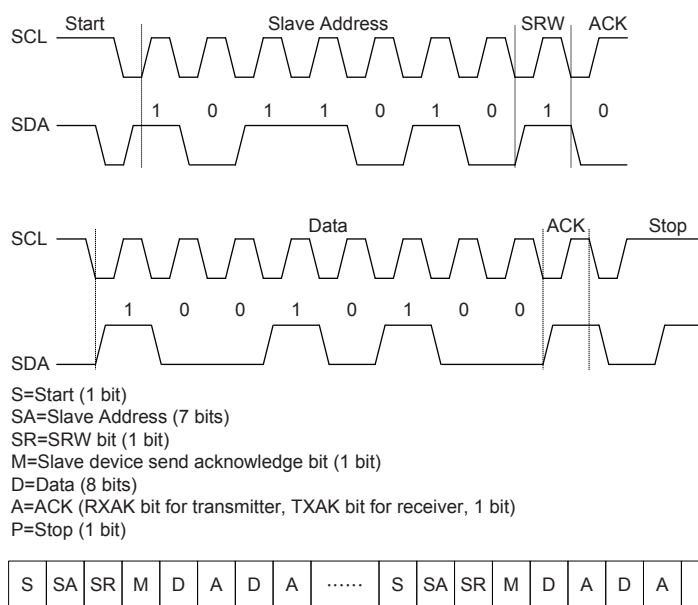 Start Slave Address SRW ACK
SCL
1 0 1 1 0 1 0 1 0
SDA
Data ACK Stop
SCL
1 0 0 1 0 1 0 0
SDA
S=Start (1 bit)
SA=Slave Address (7 bits)
SR=SRW bit (1 bit)
M=Slave device send acknowledge bit (1 bit)
D=Data (8 bits)
A=ACK (RXAK bit for transmitter, TXAK bit for receiver, 1 bit)
P=Stop (1 bit)
S SA SR M D A D A ...... S SA SR M D A D A